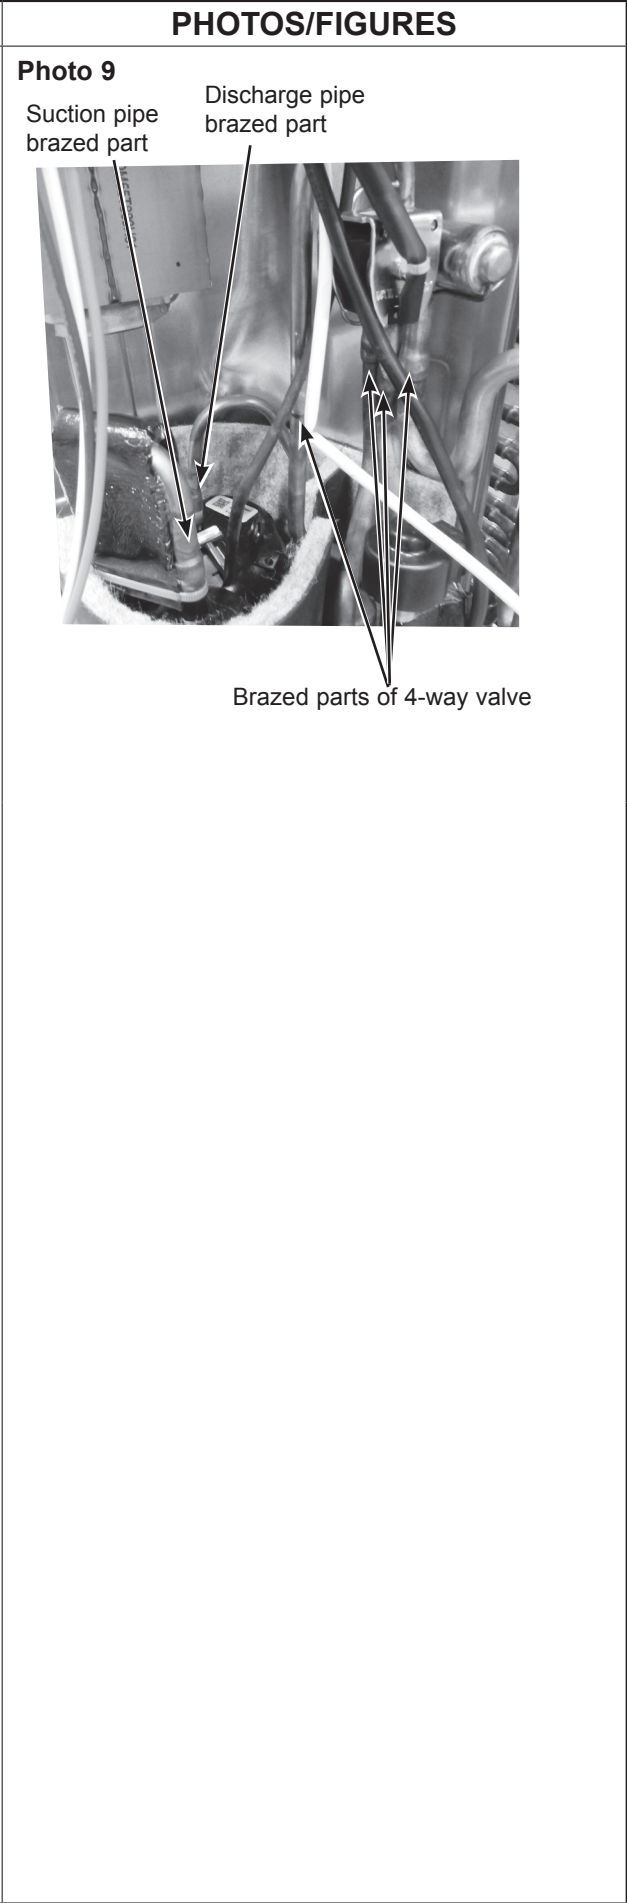 PHOTOS/FIGURES
Photo 9
Suction pipe
brazed part
Discharge pipe
brazed part
Brazed parts of 4-way valve